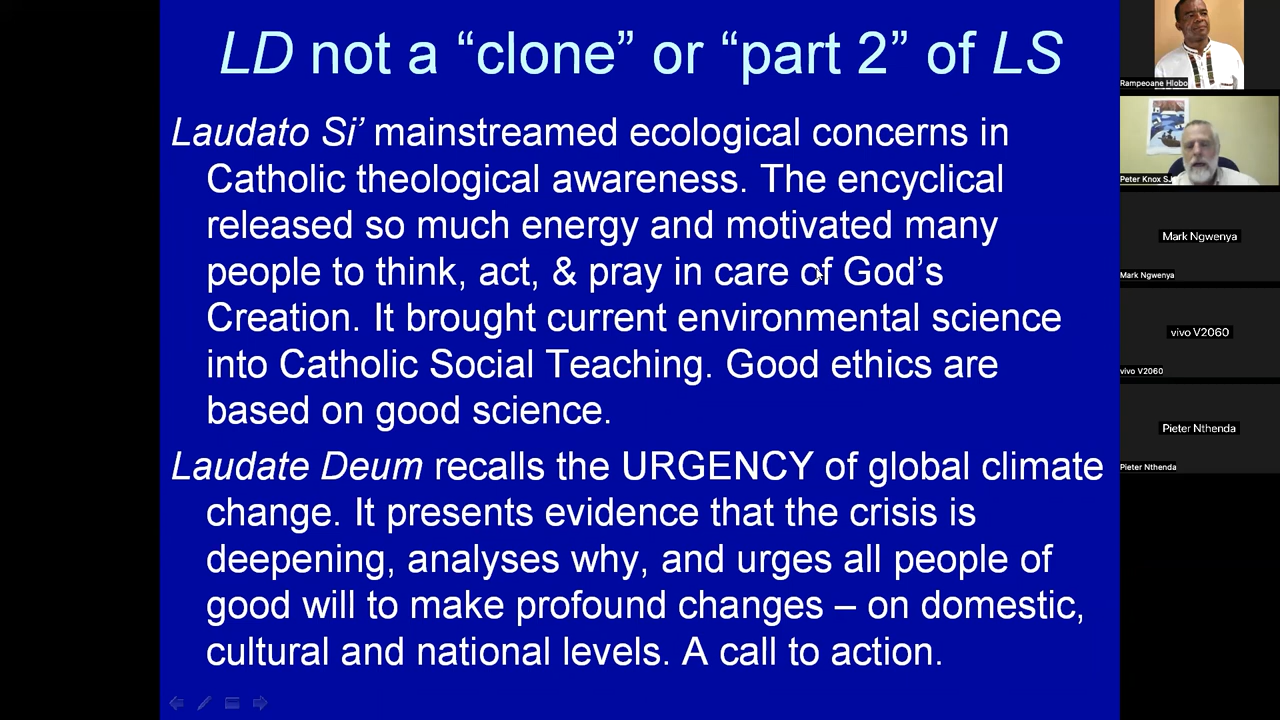 LD not a “clone” or “part 2” of LS
Laudato Si’ mainstreamed ecological concerns in
Catholic theological awareness. The encyclical
released so much energy and motivated many
people to think, act, & pray in care of God’s
Creation. It brought current environmental science
into Catholic Social Teaching. Good ethics are
based on good science.
Laudate Deum recalls the URGENCY of global climate
change. It presents evidence that the crisis is
deepening, analyses why, and urges all people of
good will to make profound changes – on domestic,
cultural and national levels. A call to action.
Rampeoane Hlobo
Peter Knox SJ
Mark Ngwenya
Mark Ngwenya
vivo V2060
vivo V2060
Pieter Nthenda
Pieter Nthenda